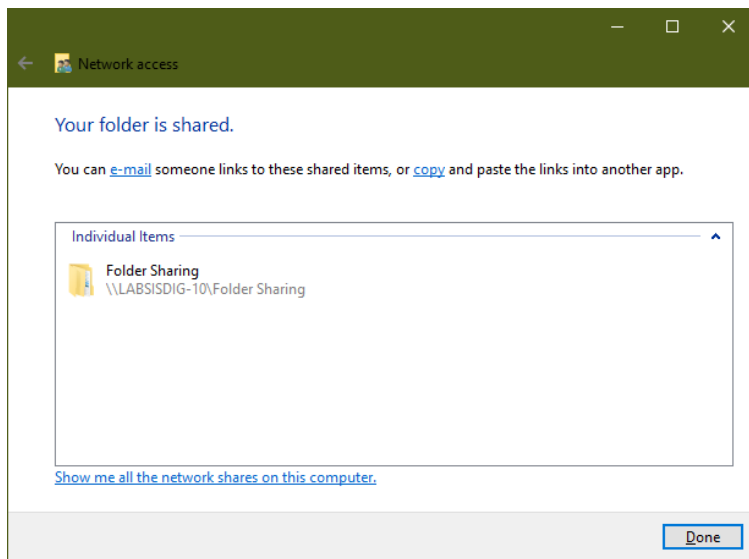 Network access
Your folder is shared.
You can e-mail someone links to these shared items, or copy and paste the links into another app.
Individual Items
Folder Sharing
\\LABSISDIG-10\Folder Sharing
Show me all the network shares on this computer.
Done